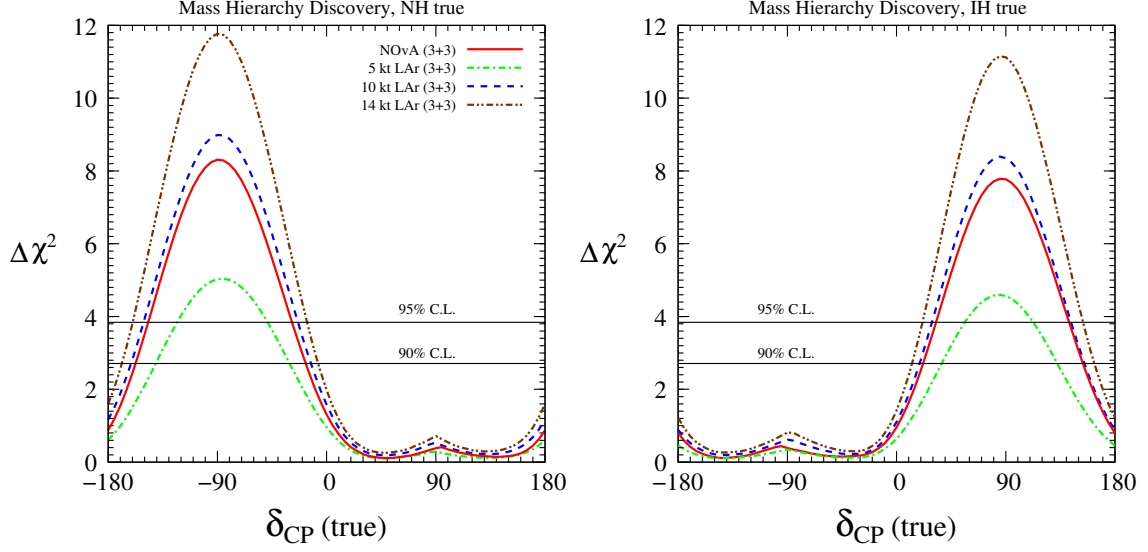 Mass Hierarchy Discovery, NH true
NOνA (3+3)
5 kt LAr (3+3)
10 kt LAr (3+3)
14 kt LAr (3+3)
Δχ²
12
10
8
6
4
2
0
95% C.L.
90% C.L.
−180 −90 0 90 180
δCP (true)
Mass Hierarchy Discovery, IH true
Δχ²
12
10
8
6
4
2
0
95% C.L.
90% C.L.
−180 −90 0 90 180
δCP (true)